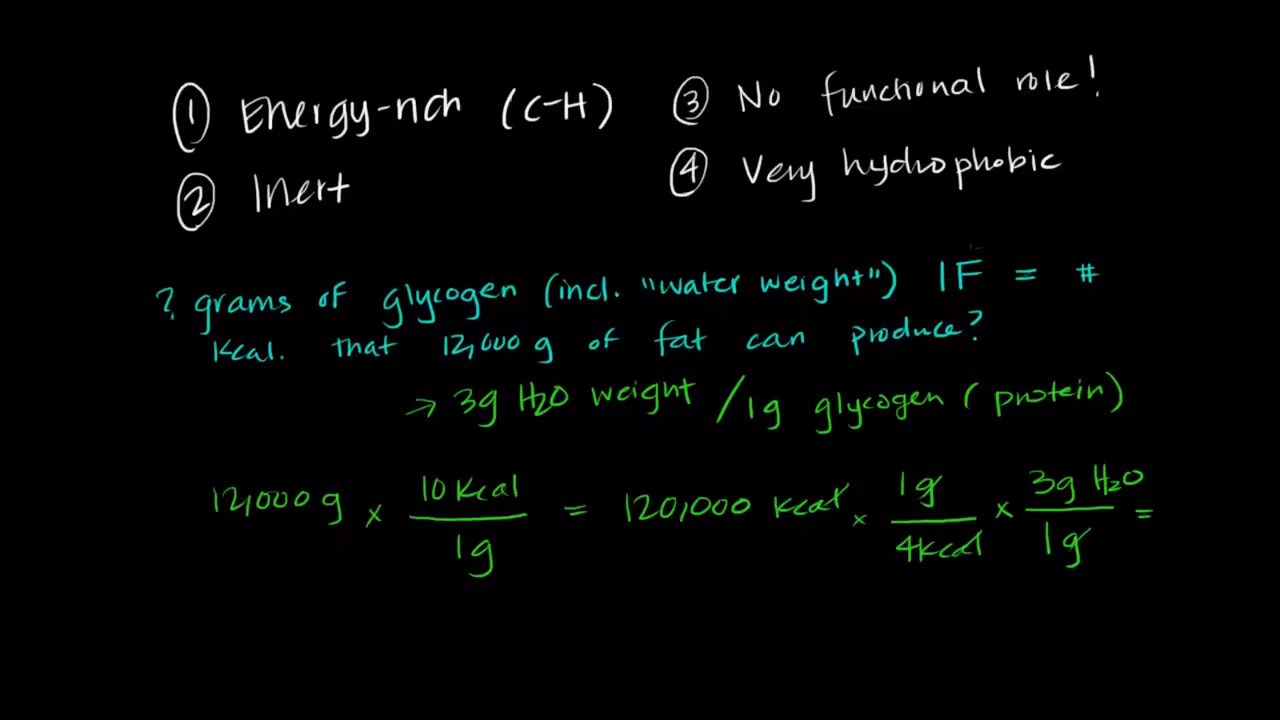 ① Energy-rich (C-H)
② Inert
③ No functional role!
④ Very hydrophobic
? grams of glycogen (incl. "water weight") IF = #
Kcal. that 12,000 g of fat can produce?
→ 3g H2O weight / 1g glycogen (protein)
12,000 g x 10 Kcal / 1g = 120,000 Kcal x 1g / 4Kcal x 3g H2O / 1g =